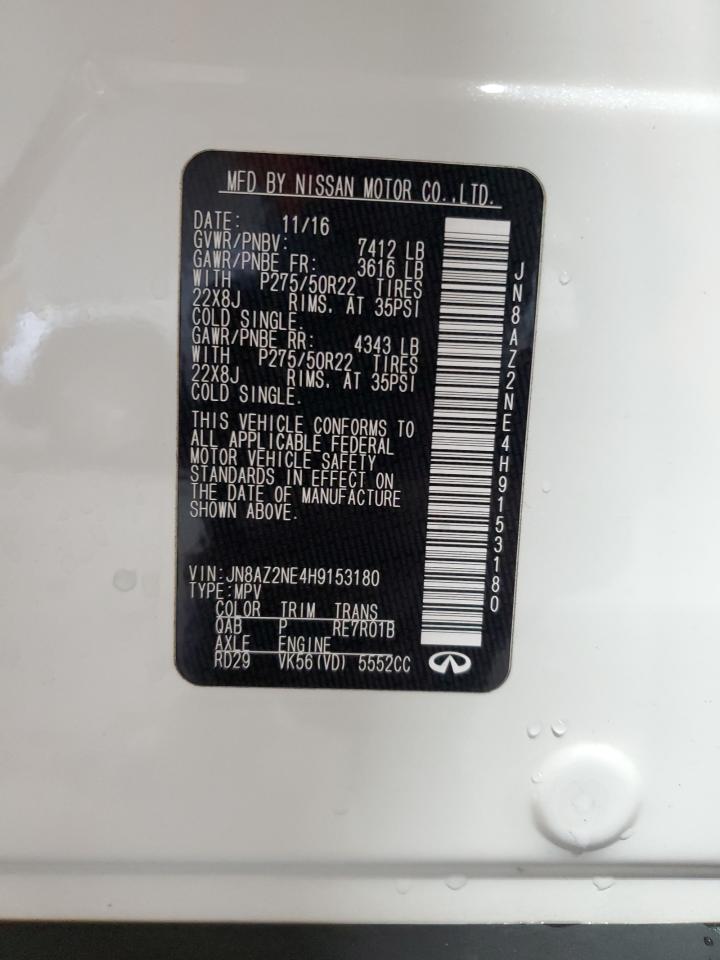 MFD BY NISSAN MOTOR CO.,LTD.
DATE: 11/16
GVWR/PNBV: 7412 LB
GAWR/PNBE FR: 3616 LB
WITH P275/50R22 TIRES
22X8J RIMS. AT 35PSI
COLD SINGLE.
GAWR/PNBE RR: 4343 LB
WITH P275/50R22 TIRES
22X8J RIMS. AT 35PSI
COLD SINGLE.
THIS VEHICLE CONFORMS TO
ALL APPLICABLE FEDERAL
MOTOR VEHICLE SAFETY
STANDARDS IN EFFECT ON
THE DATE OF MANUFACTURE
SHOWN ABOVE.
VIN: JN8AZ2NE4H9153180
TYPE: MPV
COLOR TRIM TRANS
QAB P RE7R01B
AXLE ENGINE
RD29 VK56(VD) 5552CC
JN8AZ2NE4H9153180